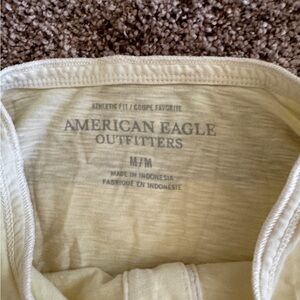 ATHLETIC FIT / COUPE FAVORITE
AMERICAN EAGLE
OUTFITTERS
M/M
MADE IN INDONESIA
FABRIQUÉ EN INDONÉSIE